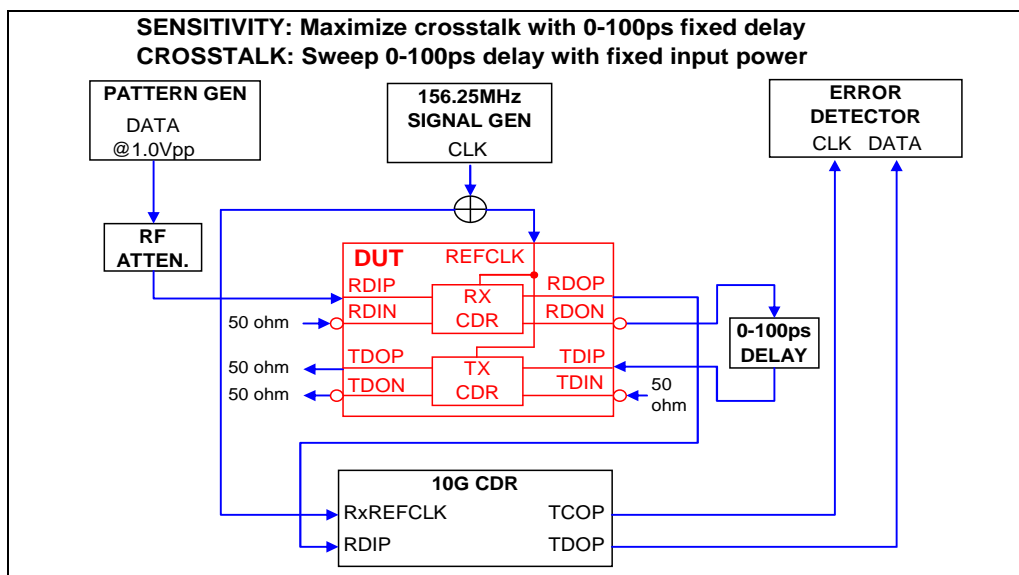 SENSITIVITY: Maximize crosstalk with 0-100ps fixed delay
CROSSTALK: Sweep 0-100ps delay with fixed input power
PATTERN GEN
DATA
@1.0Vpp
156.25MHz
SIGNAL GEN
CLK
ERROR
DETECTOR
CLK DATA
RF
ATTEN.
DUT
REFCLK
RDIP
RDIN
RX
CDR
RDOP
RDON
50 ohm
0-100ps
DELAY
TDOP
TDON
TX
CDR
TDIP
TDIN
50 ohm
50 ohm
50
ohm
10G CDR
RxREFCLK
TCOP
RDIP
TDOP